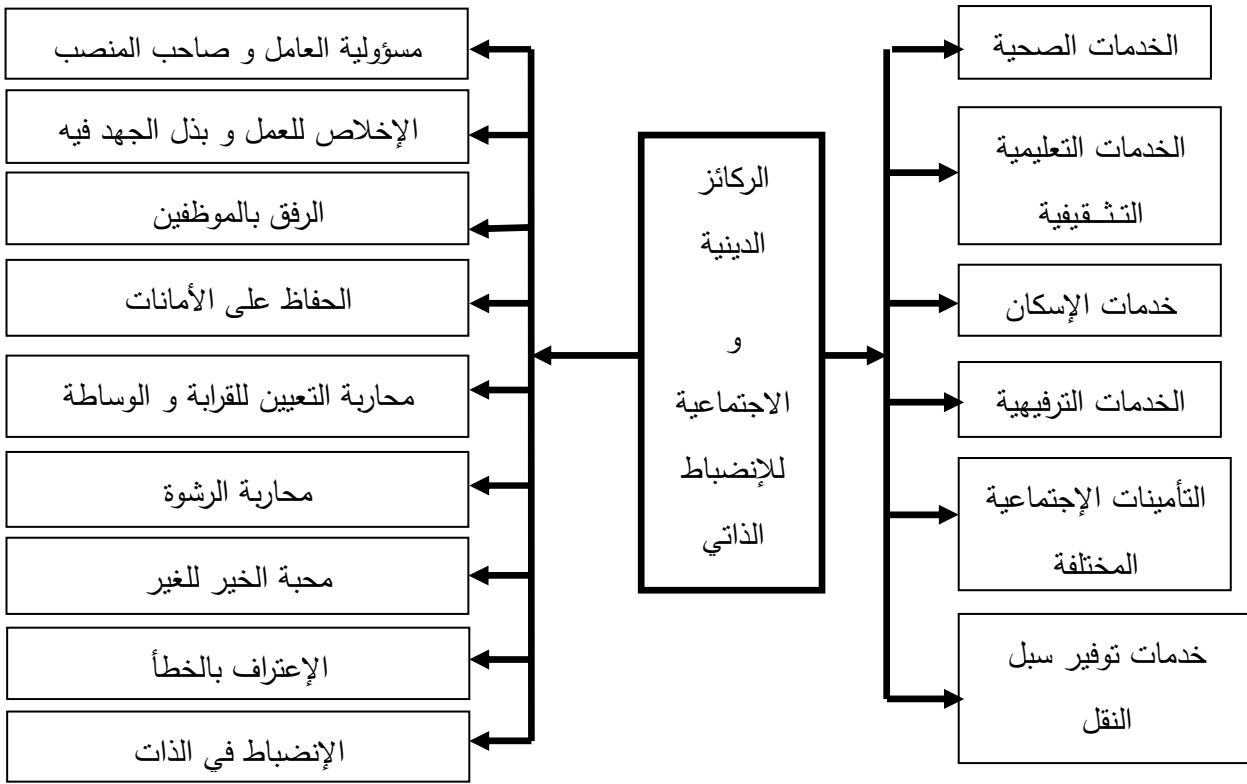 الخدمات الصحية
الخدمات التعليمية
التثـقيفية
خدمات الإسكان
الخدمات الترفيهية
التأمينات الإجتماعية
المختلفة
خدمات توفير سبل
النقل
الركائز
الدينية
و
الاجتماعية
للإنضباط
الذاتي
مسؤولية العامل و صاحب المنصب
الإخلاص للعمل و بذل الجهد فيه
الرفق بالموظفين
الحفاظ على الأمانات
محاربة التعيين للقرابة و الوساطة
محاربة الرشوة
محبة الخير للغير
الإعتراف بالخطأ
الإنضباط في الذات